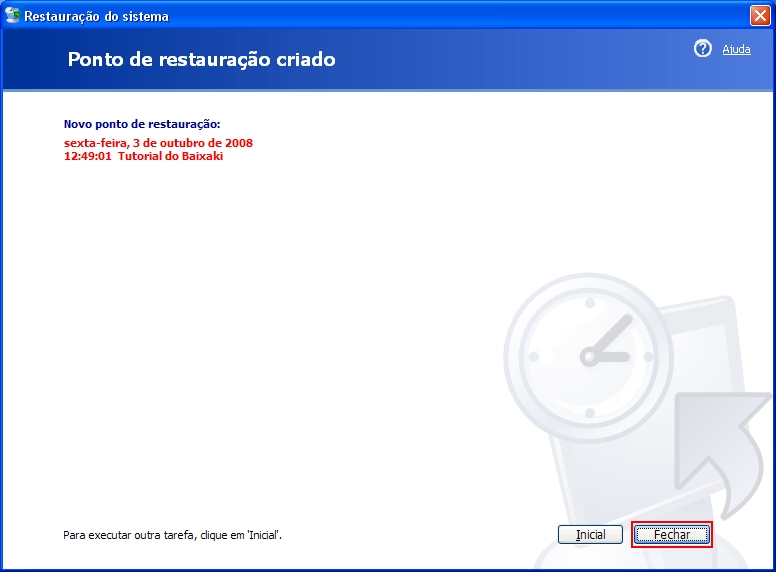 Restauração do sistema
Ponto de restauração criado
Ajuda
Novo ponto de restauração:
sexta-feira, 3 de outubro de 2008
12:49:01 Tutorial do Baixaki
Para executar outra tarefa, clique em 'Inicial'.
Inicial
Fechar